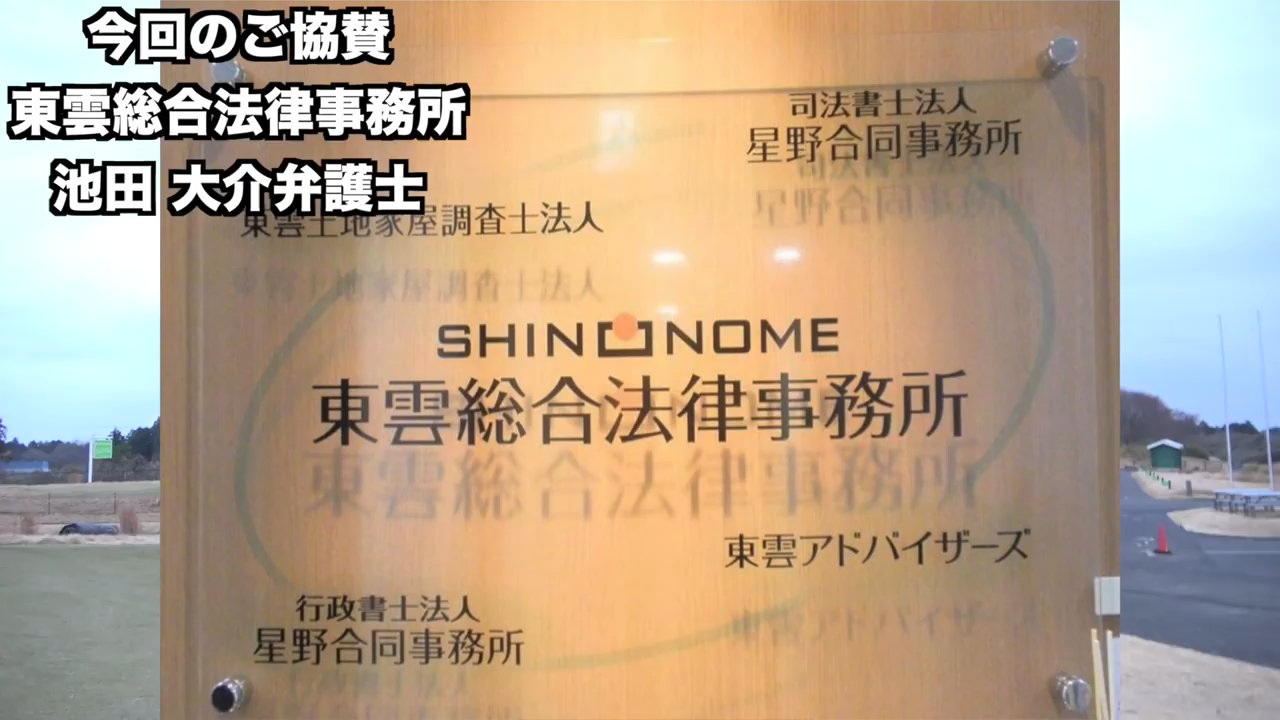 今回のご協賛
東雲総合法律事務所
池田 大介弁護士
司法書士法人
星野合同事務所
東雲土地家屋調査士法人
SHINONOME
東雲総合法律事務所
東雲アドバイザーズ
行政書士法人
星野合同事務所